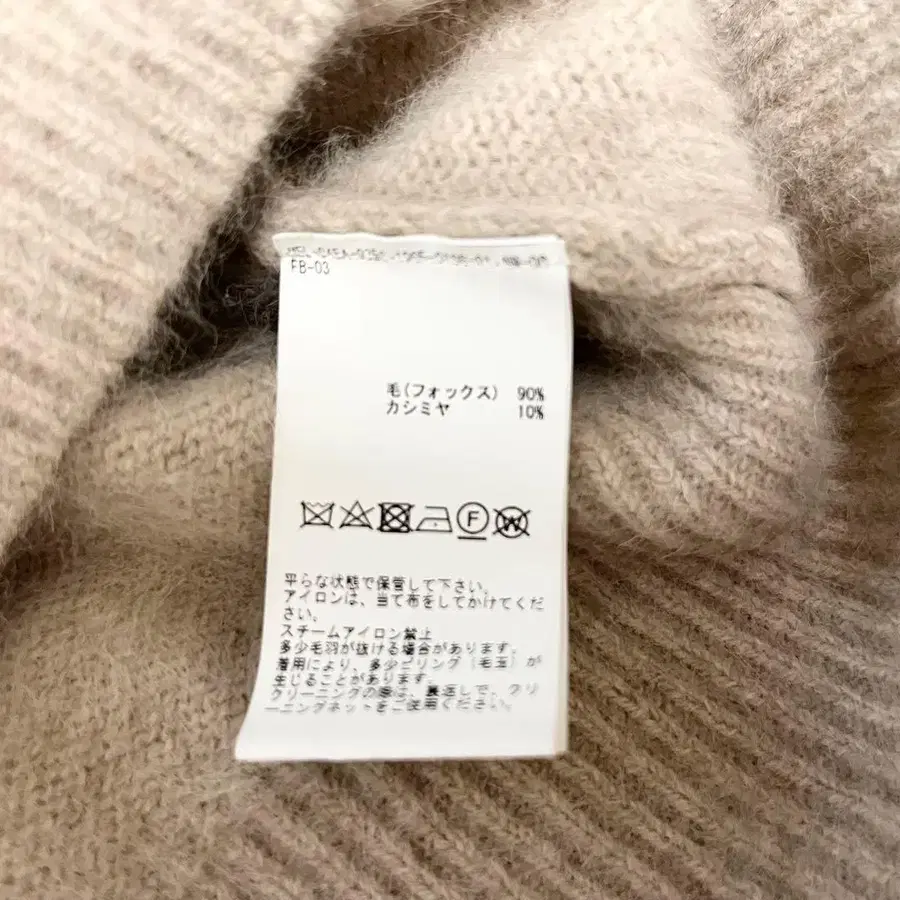 FB-03
毛(フォックス) 90%
カシミヤ 10%
F
W
平らな状態で保管して下さい。
アイロンは、当て布をしてかけてくだ
さい。
スチームアイロン禁止
多少毛羽が抜ける場合があります。
着用により、多少ピリング(毛玉)が
生じることがあります。
クリーニングの際は、裏返しで、クリ
ーニングネットをご使用ください。